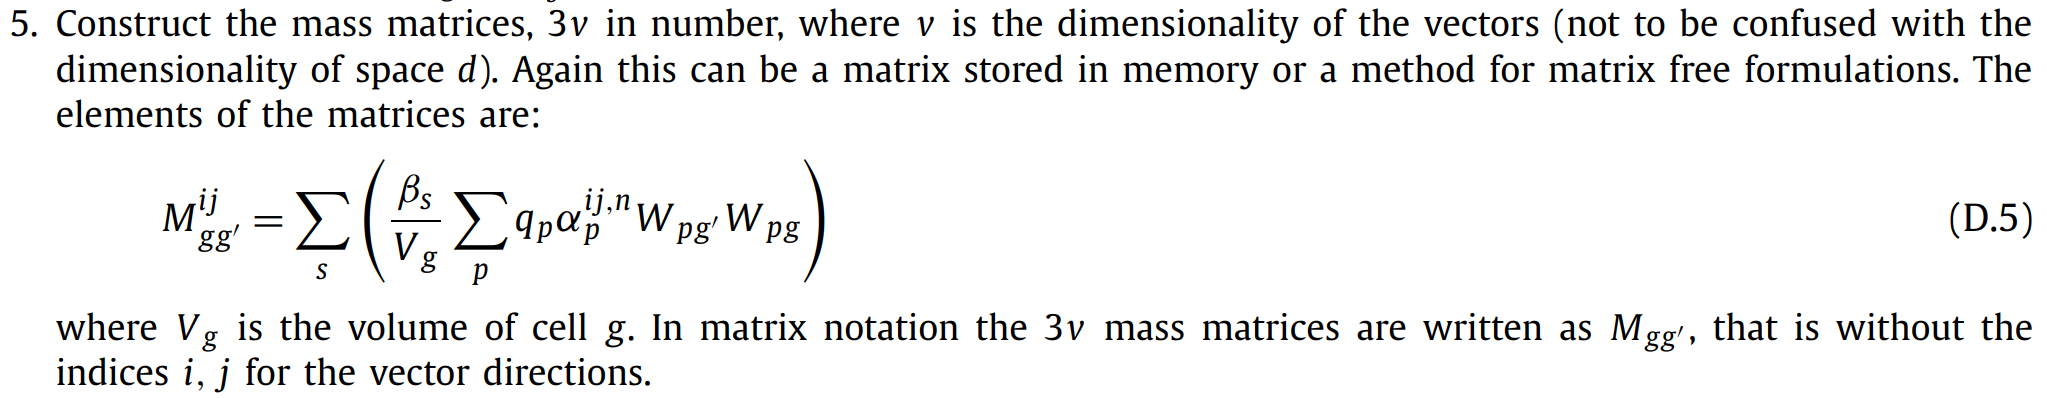 5. Construct the mass matrices, 3ν in number, where ν is the dimensionality of the vectors (not to be confused with the
dimensionality of space d). Again this can be a matrix stored in memory or a method for matrix free formulations. The
elements of the matrices are:
$M^{ij}_{gg'} = \sum_s \left( \frac{\beta_s}{V_g} \sum_p q_p \alpha_p^{ij,n} W_{pg'} W_{pg} \right)$ (D.5)
where $V_g$ is the volume of cell g. In matrix notation the 3ν mass matrices are written as $M_{gg'}$, that is without the
indices i, j for the vector directions.